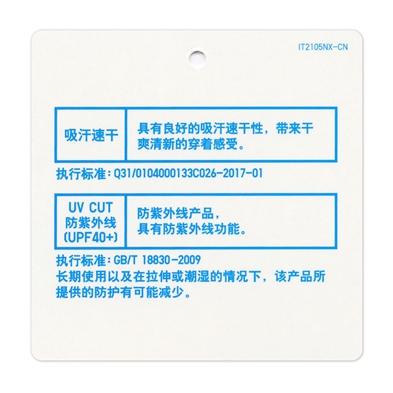 IT2105NX-CN
吸汗速干
具有良好的吸汗速干性，带来干
爽清新的穿着感受。
执行标准：Q31/0104000133C026-2017-01
UV CUT
防紫外线
(UPF40+)
防紫外线产品，
具有防紫外线功能。
执行标准：GB/T 18830-2009
长期使用以及在拉伸或潮湿的情况下，该产品所
提供的防护有可能减少。